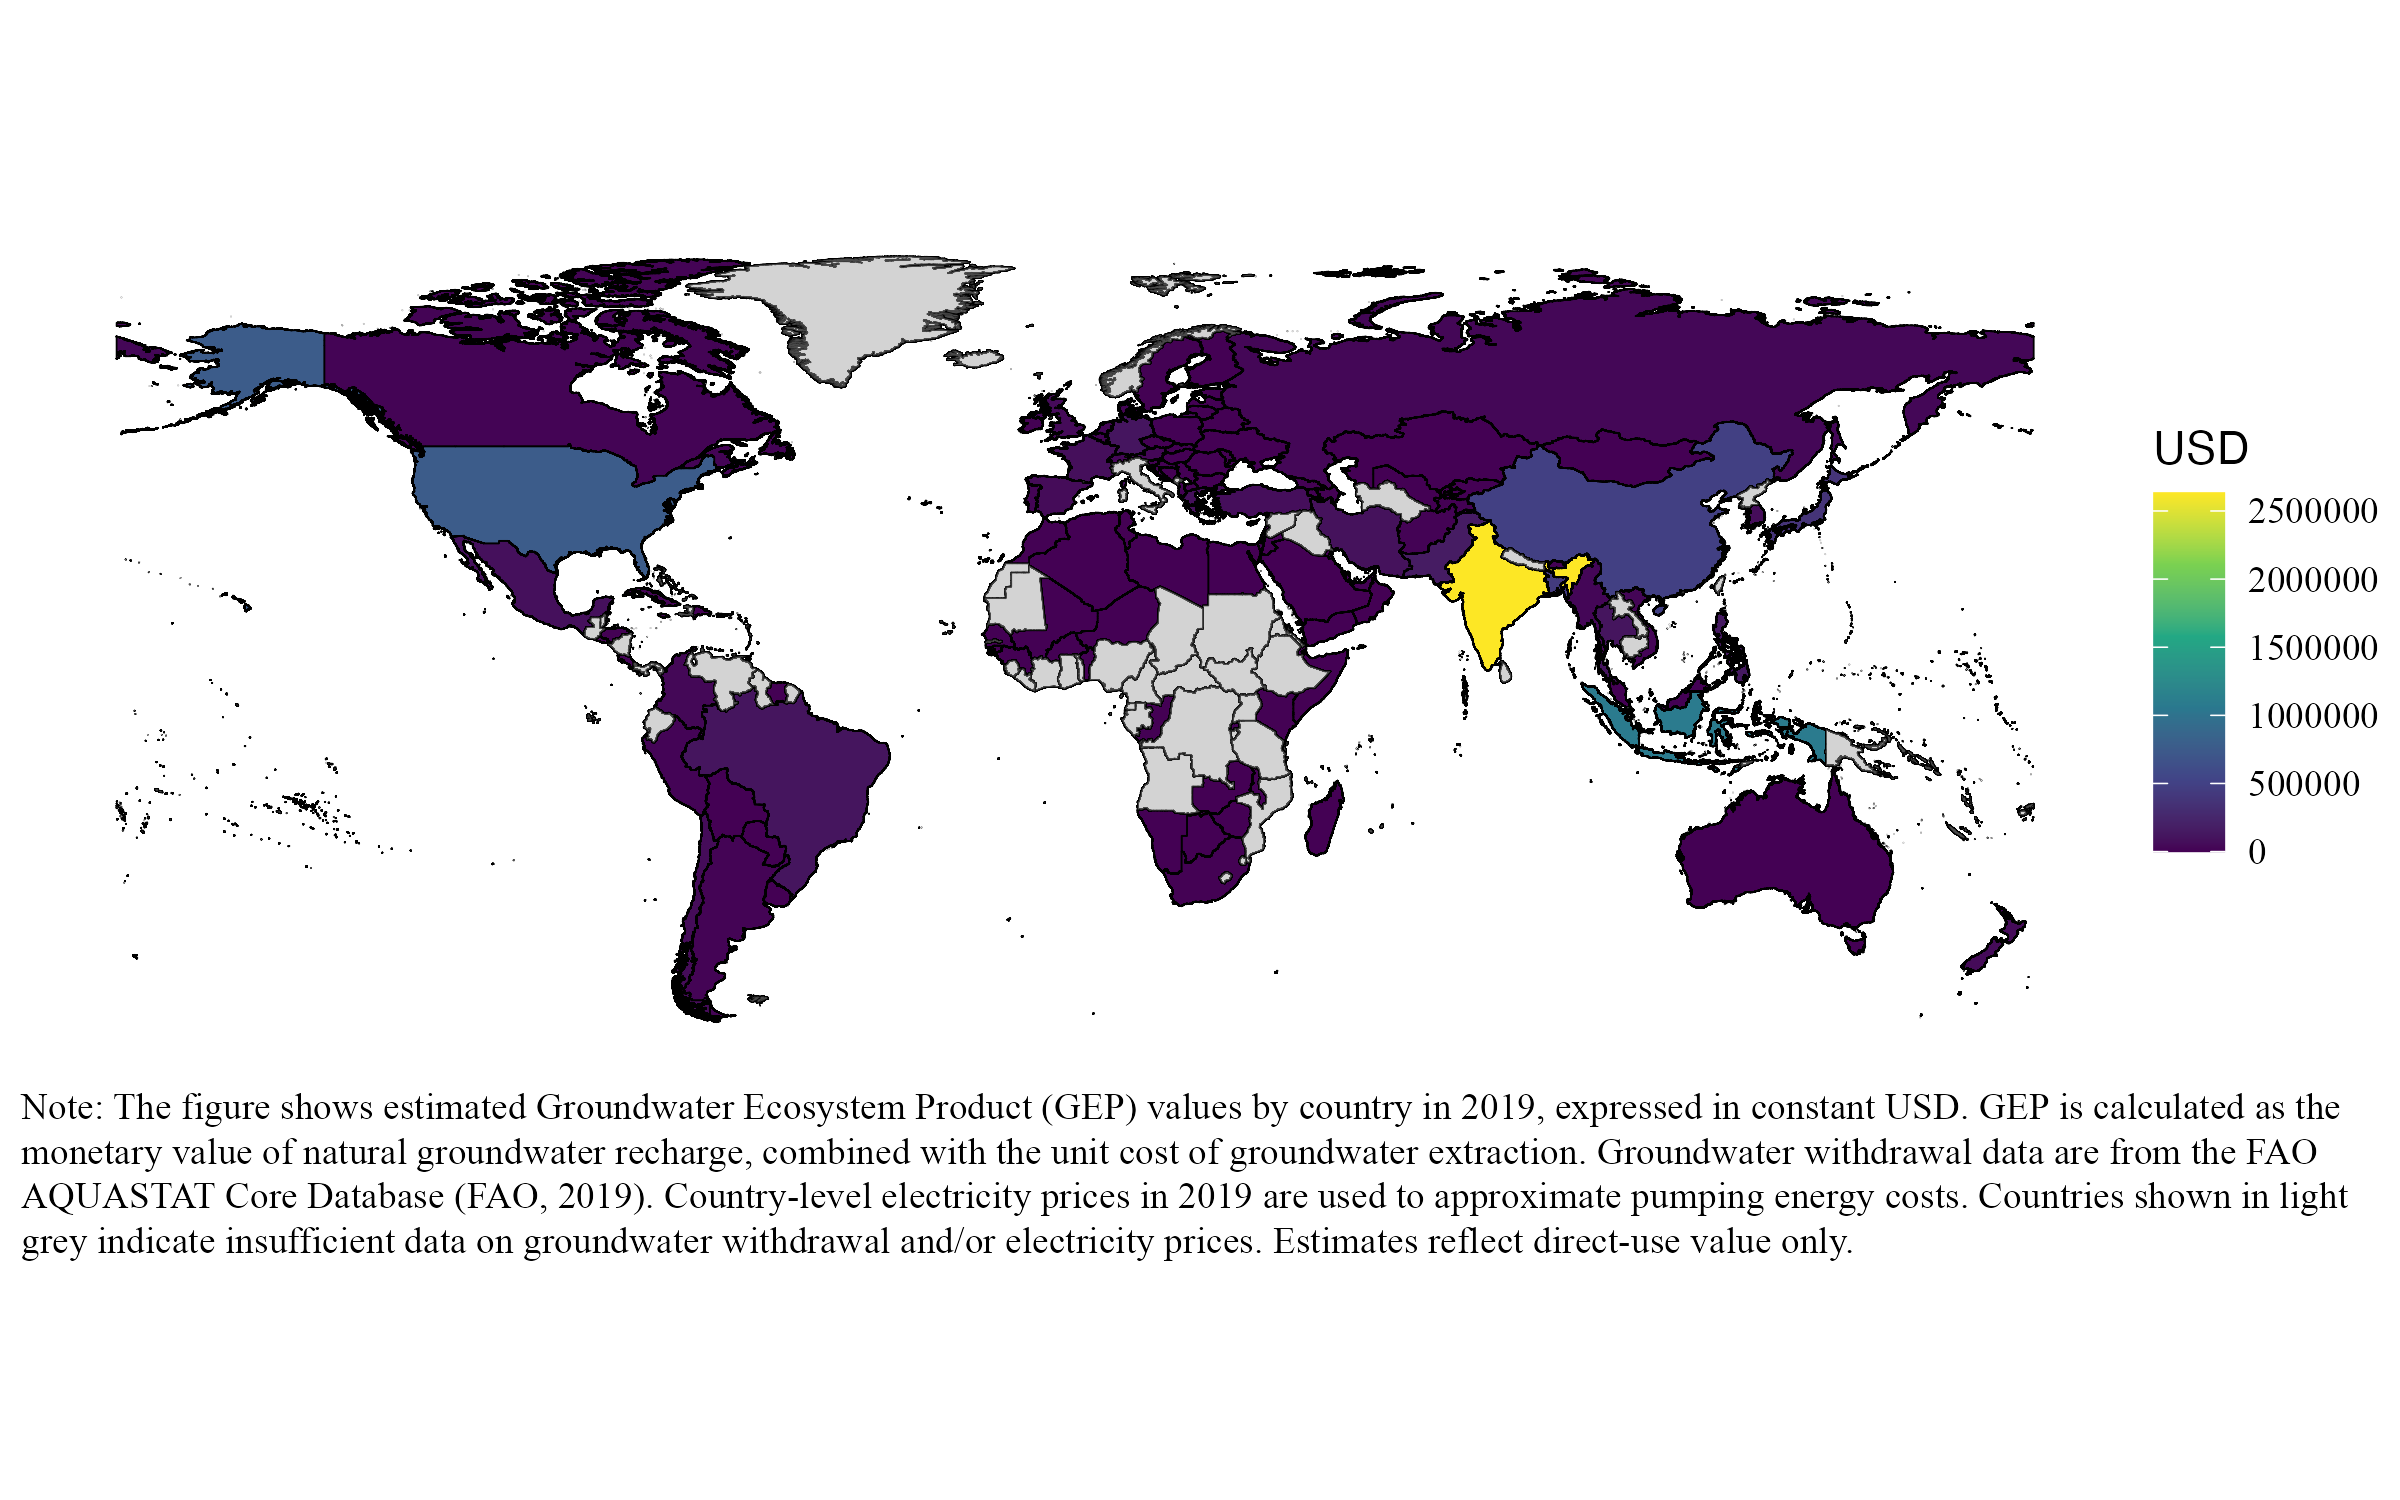 USD
2500000
2000000
1500000
1000000
500000
0
Note: The figure shows estimated Groundwater Ecosystem Product (GEP) values by country in 2019, expressed in constant USD. GEP is calculated as the
monetary value of natural groundwater recharge, combined with the unit cost of groundwater extraction. Groundwater withdrawal data are from the FAO
AQUASTAT Core Database (FAO, 2019). Country-level electricity prices in 2019 are used to approximate pumping energy costs. Countries shown in light
grey indicate insufficient data on groundwater withdrawal and/or electricity prices. Estimates reflect direct-use value only.